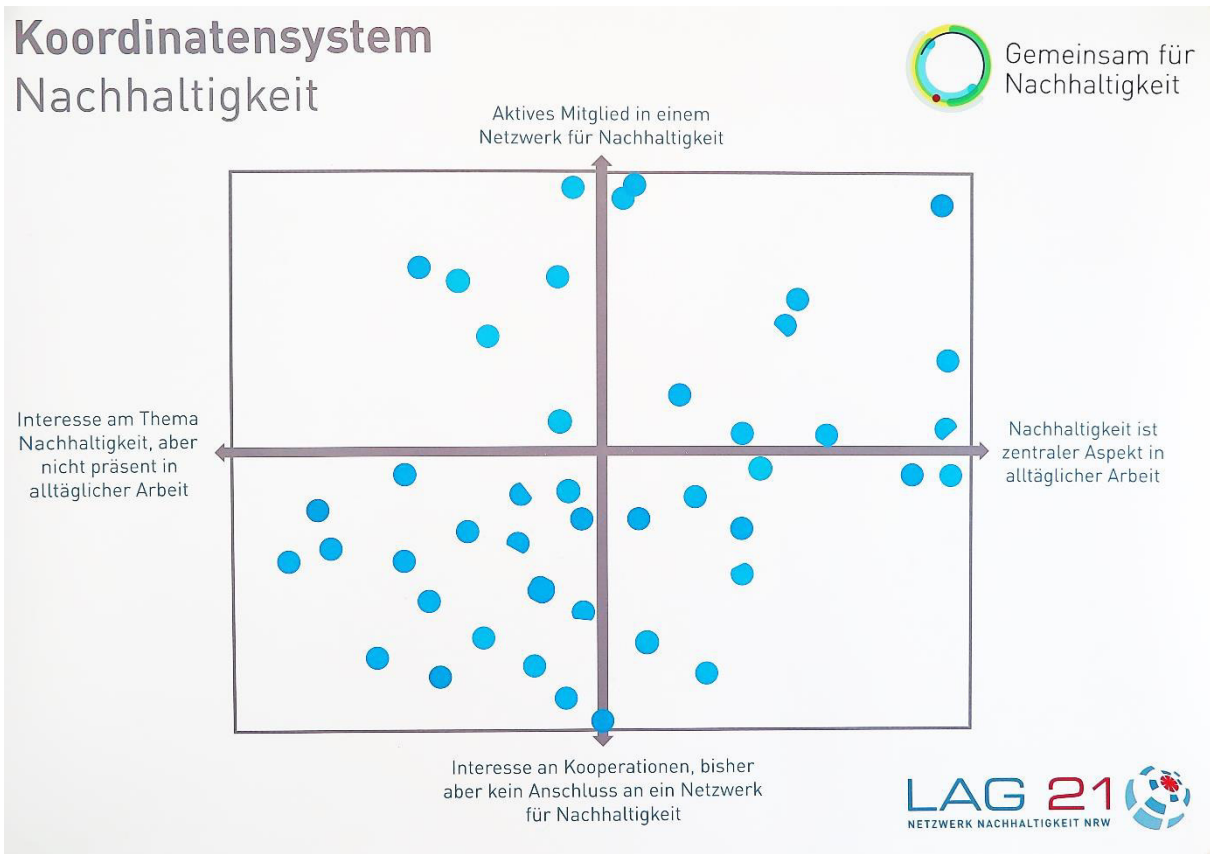 Koordinatensystem
Nachhaltigkeit
Gemeinsam für
Nachhaltigkeit
Aktives Mitglied in einem
Netzwerk für Nachhaltigkeit
Interesse am Thema
Nachhaltigkeit, aber
nicht präsent in
alltäglicher Arbeit
Nachhaltigkeit ist
zentraler Aspekt in
alltäglicher Arbeit
Interesse an Kooperationen, bisher
aber kein Anschluss an ein Netzwerk
für Nachhaltigkeit
LAG 21
NETZWERK NACHHALTIGKEIT NRW